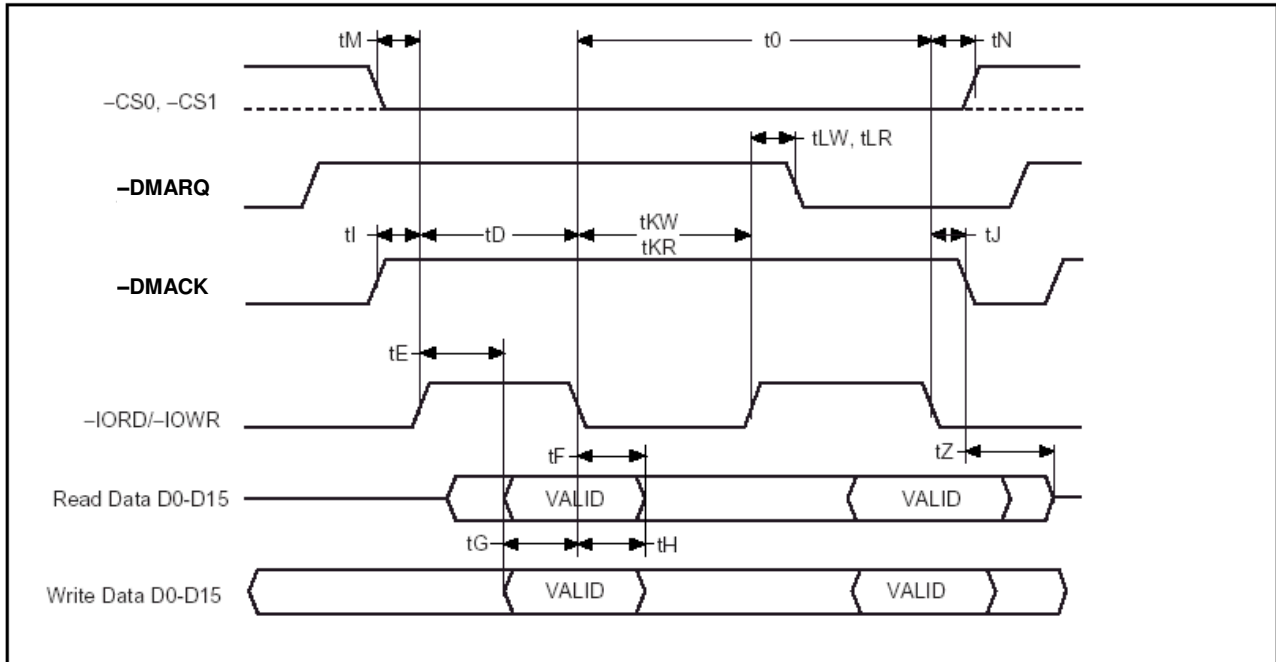 tM
t0
tN
–CS0, –CS1
tLW, tLR
–DMARQ
tI
tD
tKW
tKR
tJ
–DMACK
tE
–IORD/–IOWR
tF
tZ
Read Data D0-D15
VALID
VALID
tG
tH
Write Data D0-D15
VALID
VALID